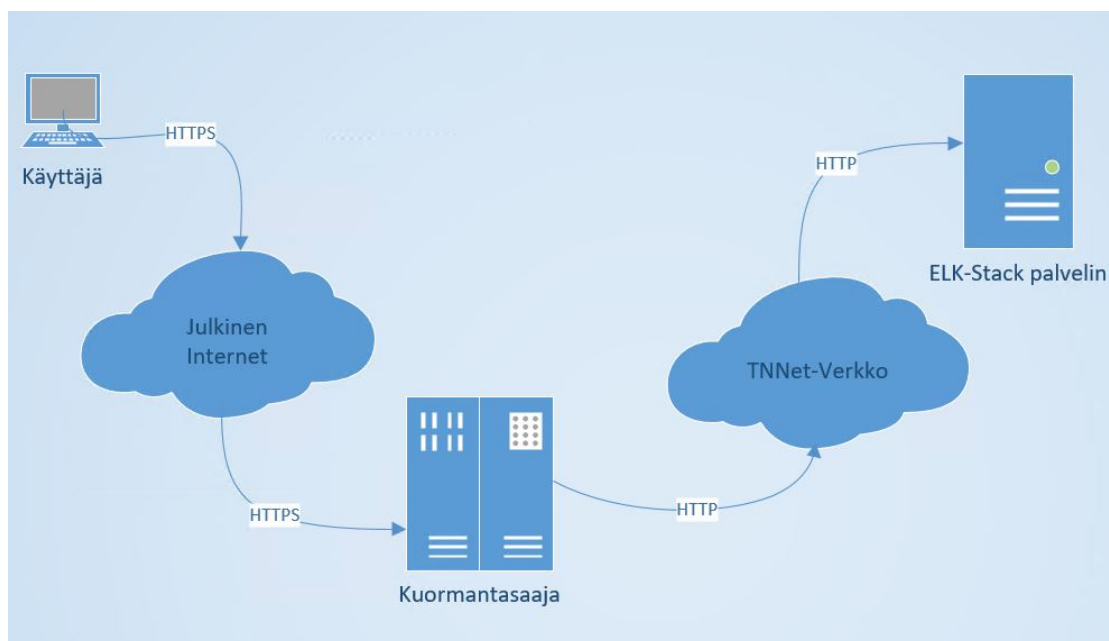 HTTPS
Käyttäjä
HTTP
ELK-Stack palvelin
Julkinen
Internet
TNNet-Verkko
HTTPS
HTTP
Kuormantasaaja